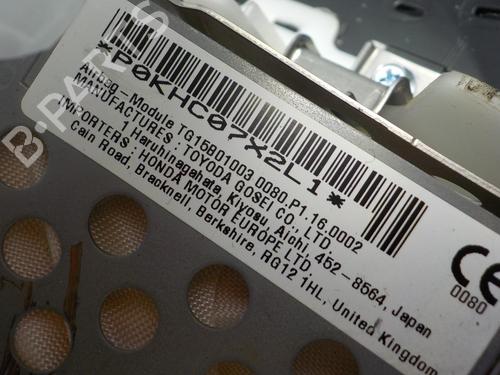 *P0KHC07X2L1*
Airbag-Module TG15B01003 0080.P1.16.0002
MANUFACTURES : TOYODA GOSEI CO., LTD.
1, Haruhinagahata, Kiyosu, Aichi, 452-8564, Japan
IMPORTERS : HONDA MOTOR EUROPE LTD.
Cain Road, Bracknell, Berkshire, RG12 1HL, United Kingdom
CE
0080
B-PARTS